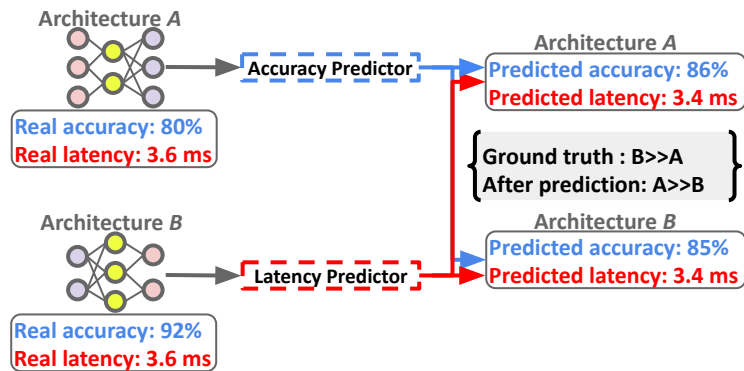 Architecture A
Real accuracy: 80%
Real latency: 3.6 ms
Accuracy Predictor
Architecture A
Predicted accuracy: 86%
Predicted latency: 3.4 ms
Ground truth : B>>A
After prediction: A>>B
Architecture B
Real accuracy: 92%
Real latency: 3.6 ms
Latency Predictor
Architecture B
Predicted accuracy: 85%
Predicted latency: 3.4 ms